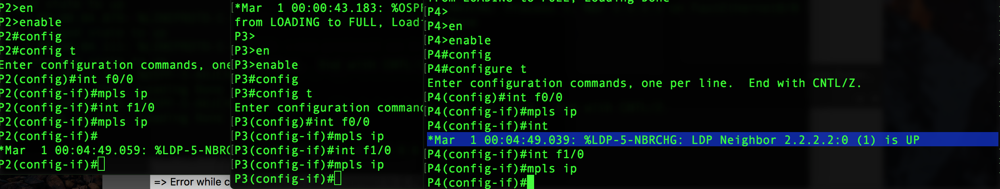 P2>en
P2>enable
P2#config
P2#config t
Enter configuration commands, one
P2(config)#int f0/0
P2(config-if)#mpls ip
P2(config-if)#int f1/0
P2(config-if)#mpls ip
P2(config-if)#
*Mar  1 00:04:49.059: %LDP-5-NBRC
P2(config-if)#
=> Error while c
[*Mar  1 00:00:43.183: %OSPF
from LOADING to FULL, Load
P3>
[P3>en
[P3>enable
[P3#config
[P3#config t
Enter configuration command
[P3(config)#int f0/0
[P3(config-if)#mpls ip
[P3(config-if)#int f1/0
[P3(config-if)#mpls ip
P3(config-if)#
from LOADING to FULL, Loading Done
[P4>
[P4>en
[P4>enable
[P4#config
[P4#configure t
Enter configuration commands, one per line.  End with CNTL/Z.
[P4(config)#int f0/0
[P4(config-if)#mpls ip
P4(config-if)#int
*Mar  1 00:04:49.039: %LDP-5-NBRCHG: LDP Neighbor 2.2.2.2:0 (1) is UP
[P4(config-if)#int f1/0
[P4(config-if)#mpls ip
P4(config-if)#